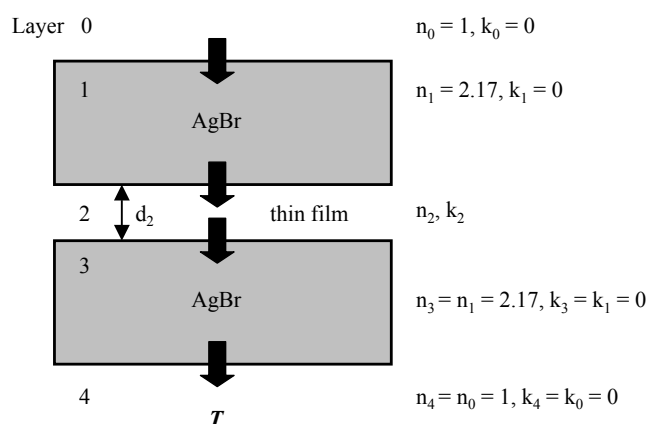 Layer 0 n₀ = 1, k₀ = 0
1 n₁ = 2.17, k₁ = 0
AgBr
2 d₂ thin film n₂, k₂
3
AgBr n₃ = n₁ = 2.17, k₃ = k₁ = 0
4 n₄ = n₀ = 1, k₄ = k₀ = 0
T